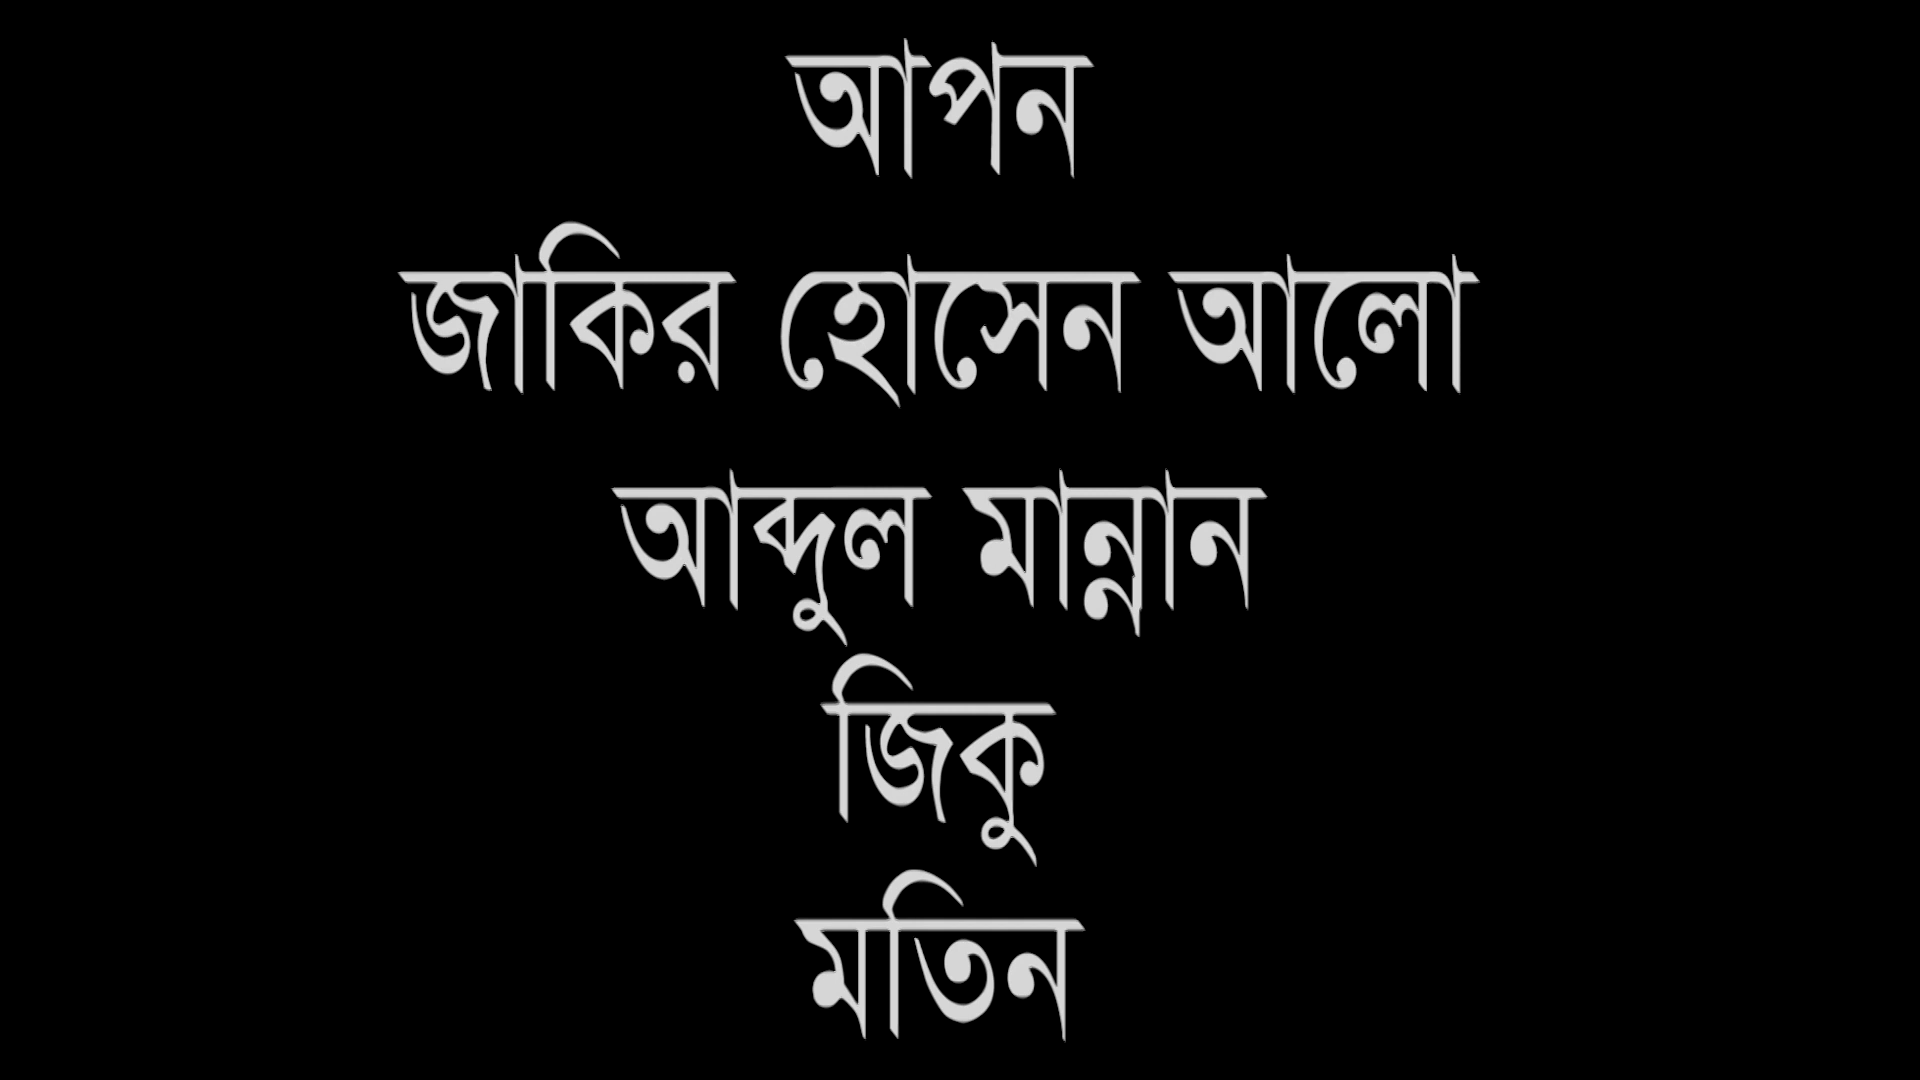 আপন
জাকির হোসেন আলো
আব্দুল মান্নান
জিকু
মতিন